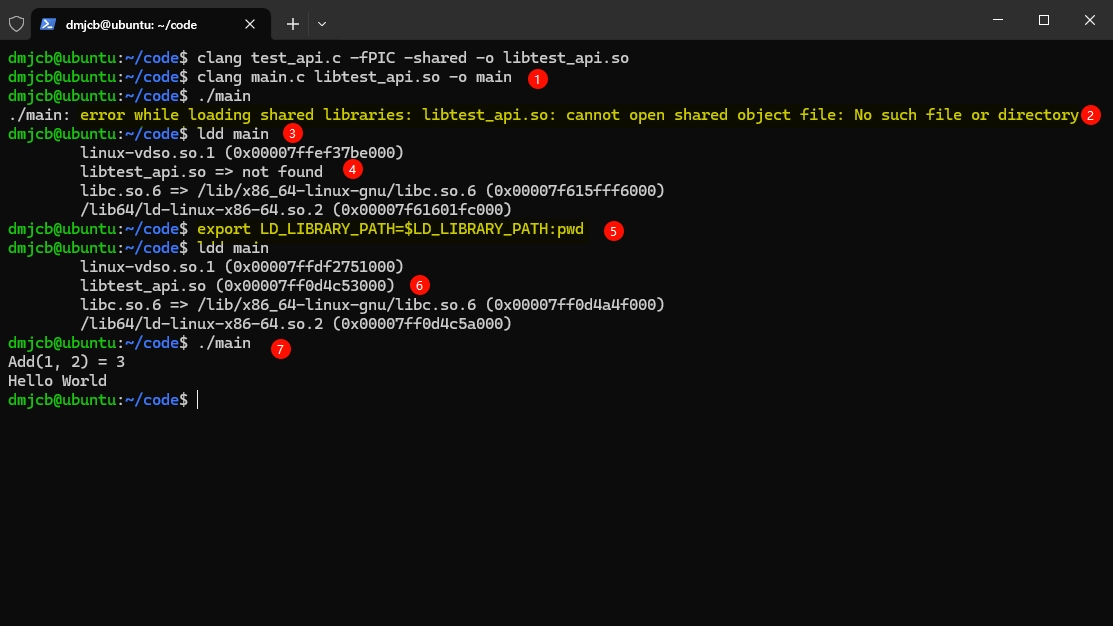 dmjcb@ubuntu: ~/code
dmjcb@ubuntu:~/code$ clang test_api.c -fPIC -shared -o libtest_api.so
dmjcb@ubuntu:~/code$ clang main.c libtest_api.so -o main 1
dmjcb@ubuntu:~/code$ ./main
./main: error while loading shared libraries: libtest_api.so: cannot open shared object file: No such file or directory 2
dmjcb@ubuntu:~/code$ ldd main 3
linux-vdso.so.1 (0x00007ffef37be000)
libtest_api.so => not found 4
libc.so.6 => /lib/x86_64-linux-gnu/libc.so.6 (0x00007f615fff6000)
/lib64/ld-linux-x86-64.so.2 (0x00007f61601fc000)
dmjcb@ubuntu:~/code$ export LD_LIBRARY_PATH=$LD_LIBRARY_PATH:pwd 5
dmjcb@ubuntu:~/code$ ldd main
linux-vdso.so.1 (0x00007ffdf2751000)
libtest_api.so (0x00007ff0d4c53000) 6
libc.so.6 => /lib/x86_64-linux-gnu/libc.so.6 (0x00007ff0d4a4f000)
/lib64/ld-linux-x86-64.so.2 (0x00007ff0d4c5a000)
dmjcb@ubuntu:~/code$ ./main 7
Add(1, 2) = 3
Hello World
dmjcb@ubuntu:~/code$